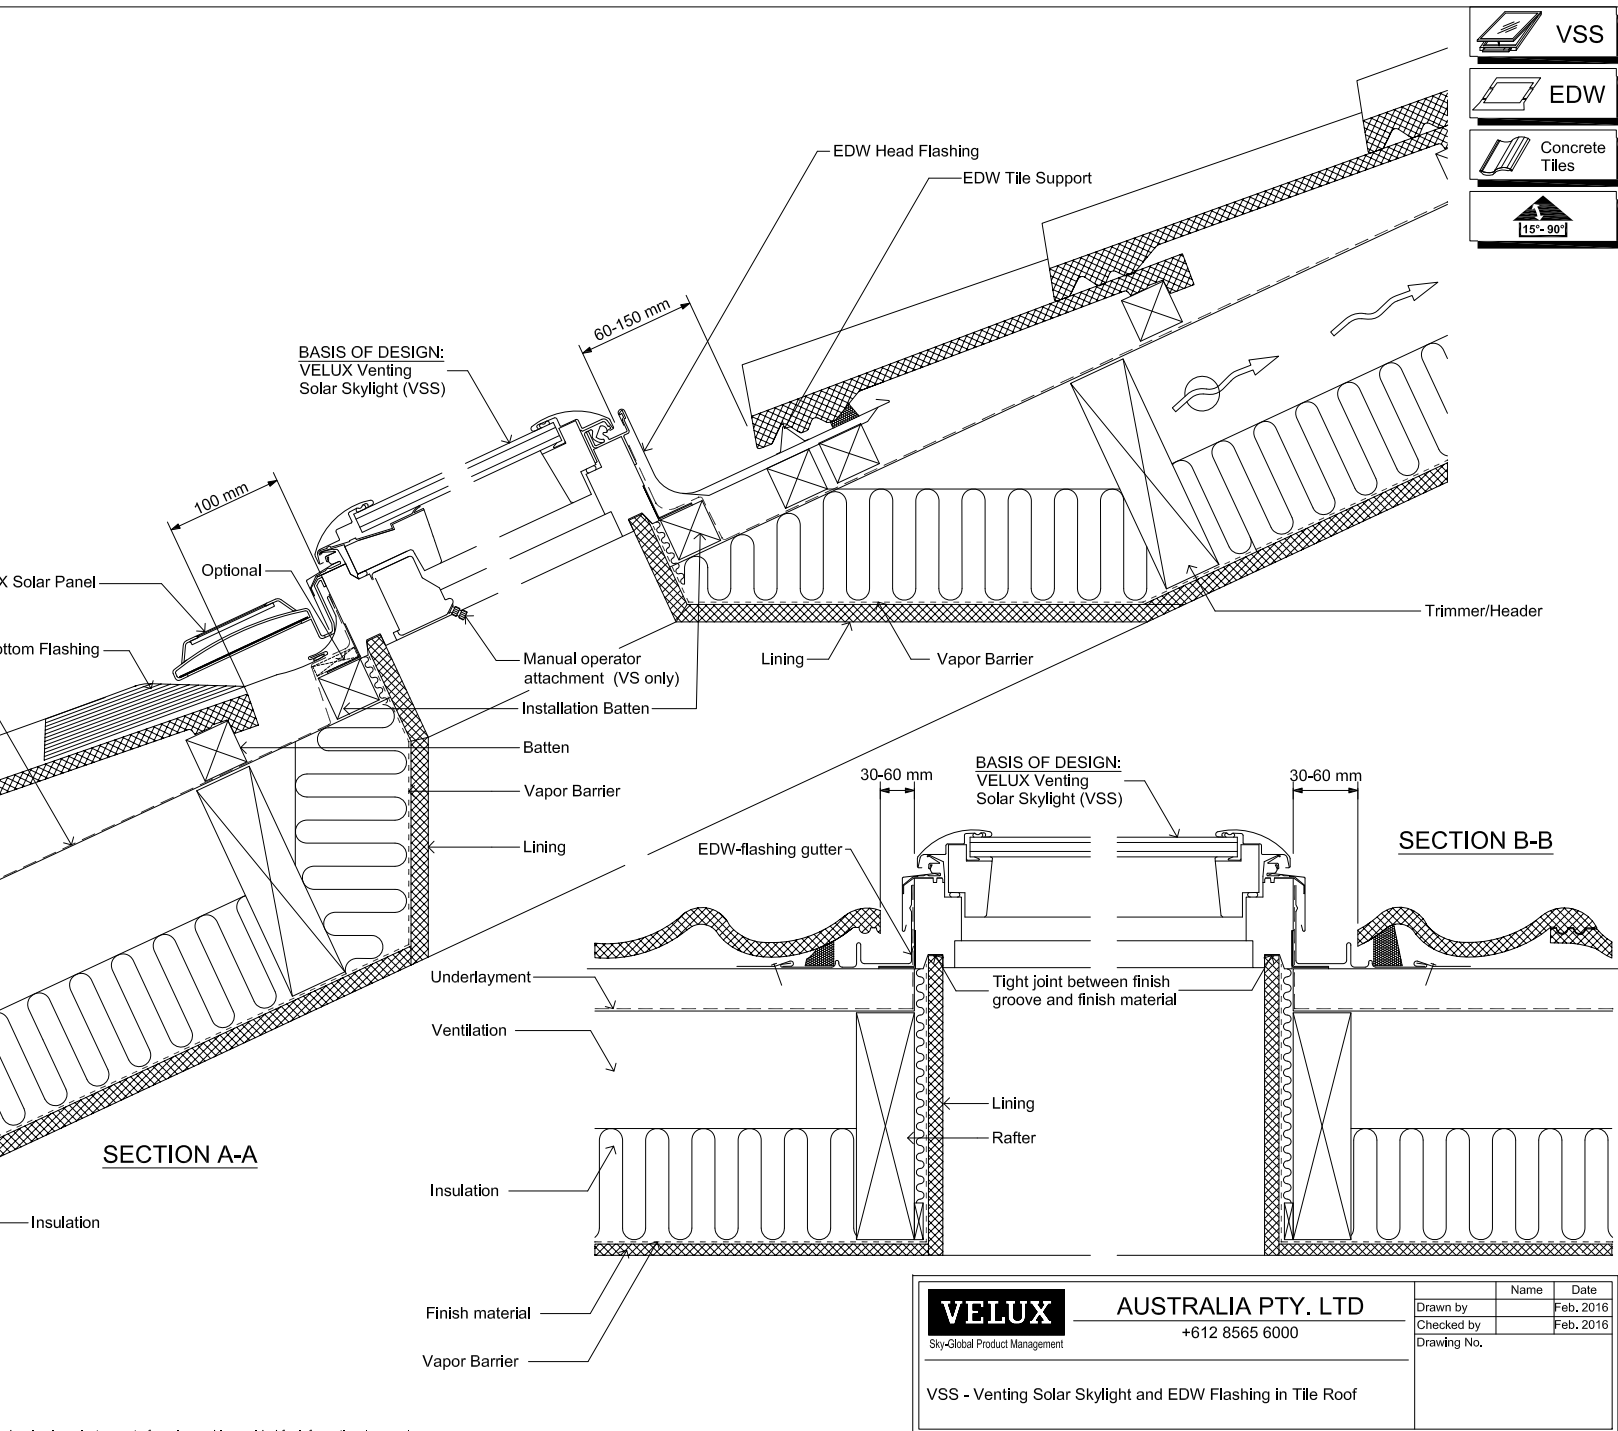 VSS
EDW
Concrete
Tiles
15°- 90°
EDW Head Flashing
EDW Tile Support
60-150 mm
BASIS OF DESIGN:
VELUX Venting
Solar Skylight (VSS)
100 mm
Optional
X Solar Panel
ottom Flashing
Manual operator
attachment (VS only)
Installation Batten
Batten
Vapor Barrier
Lining
Lining
Vapor Barrier
Trimmer/Header
SECTION A-A
Insulation
30-60 mm
BASIS OF DESIGN:
VELUX Venting
Solar Skylight (VSS)
30-60 mm
SECTION B-B
EDW-flashing gutter
Underlayment
Tight joint between finish
groove and finish material
Ventilation
Lining
Rafter
Insulation
Finish material
Vapor Barrier
VELUX
Sky-Global Product Management
AUSTRALIA PTY. LTD
+612 8565 6000
Name Date
Drawn by Feb. 2016
Checked by Feb. 2016
Drawing No.
VSS - Venting Solar Skylight and EDW Flashing in Tile Roof